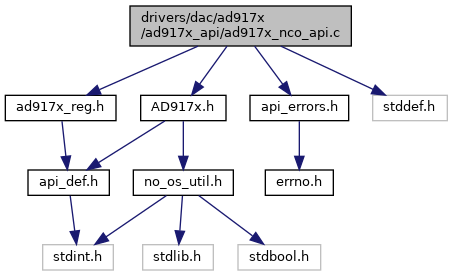 drivers/dac/ad917x
/ad917x_api/ad917x_nco_api.c
ad917x_reg.h
AD917x.h
api_errors.h
stddef.h
api_def.h
no_os_util.h
errno.h
stdint.h
stdlib.h
stdbool.h